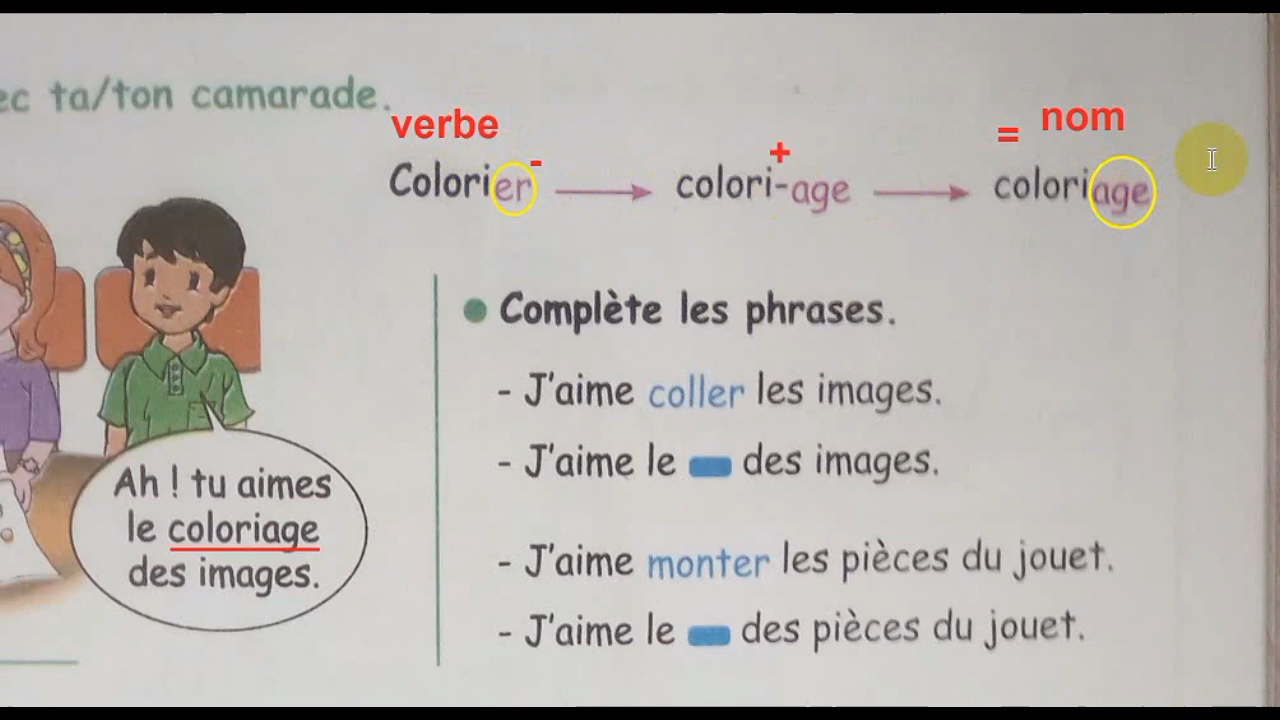 ec ta/ton camarade.
verbe
= nom
-
+
Colorier → colori-age → coloriage
Complète les phrases.
- J'aime coller les images.
- J'aime le des images.
- J'aime monter les pièces du jouet.
- J'aime le des pièces du jouet.
Ah ! tu aimes
le coloriage
des images.